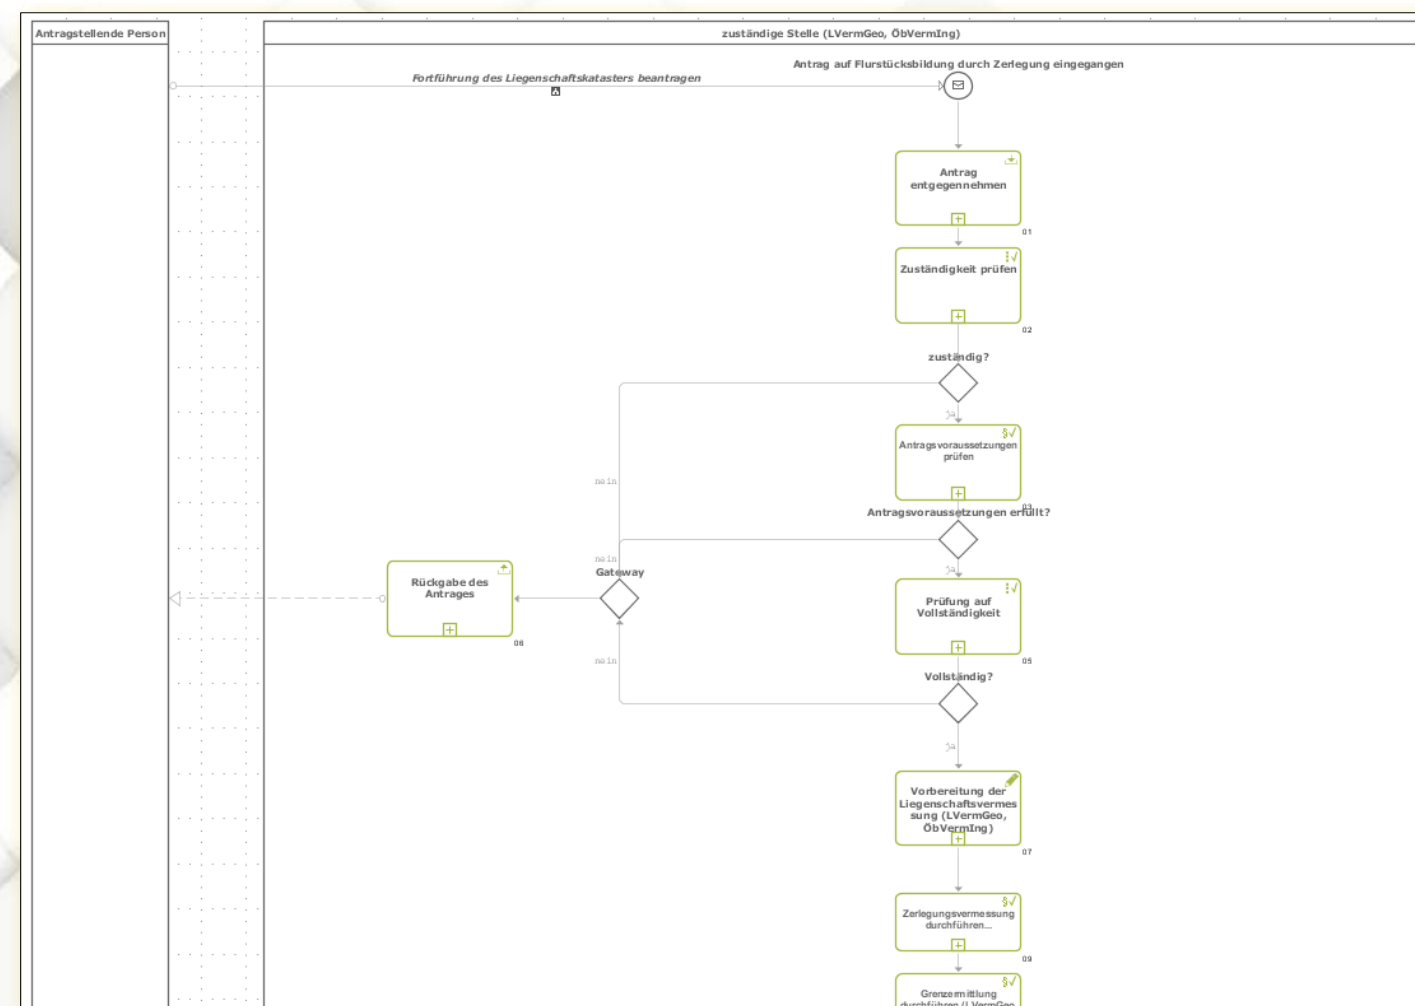 Antragstellende Person
zuständige Stelle (LVermGeo, ÖbVermIng)
Antrag auf Flurstücksbildung durch Zerlegung eingegangen
Fortführung des Liegenschaftskatasters beantragen
Antrag
entgegennehmen
01
Zuständigkeit prüfen
02
zuständig?
ja
Antragsvoraussetzungen
prüfen
03
nein
Antragsvoraussetzungen erfüllt?
nein
ja
Gateway
Rückgabe des
Antrages
06
Prüfung auf
Vollständigkeit
05
nein
Vollständig?
ja
Vorbereitung der
Liegenschaftsvermes
sung (LVermGeo,
ÖbVermIng)
07
Zerlegungsvermessung
durchführen...
09
Grenzermittlung
durchführen (LVermGeo,